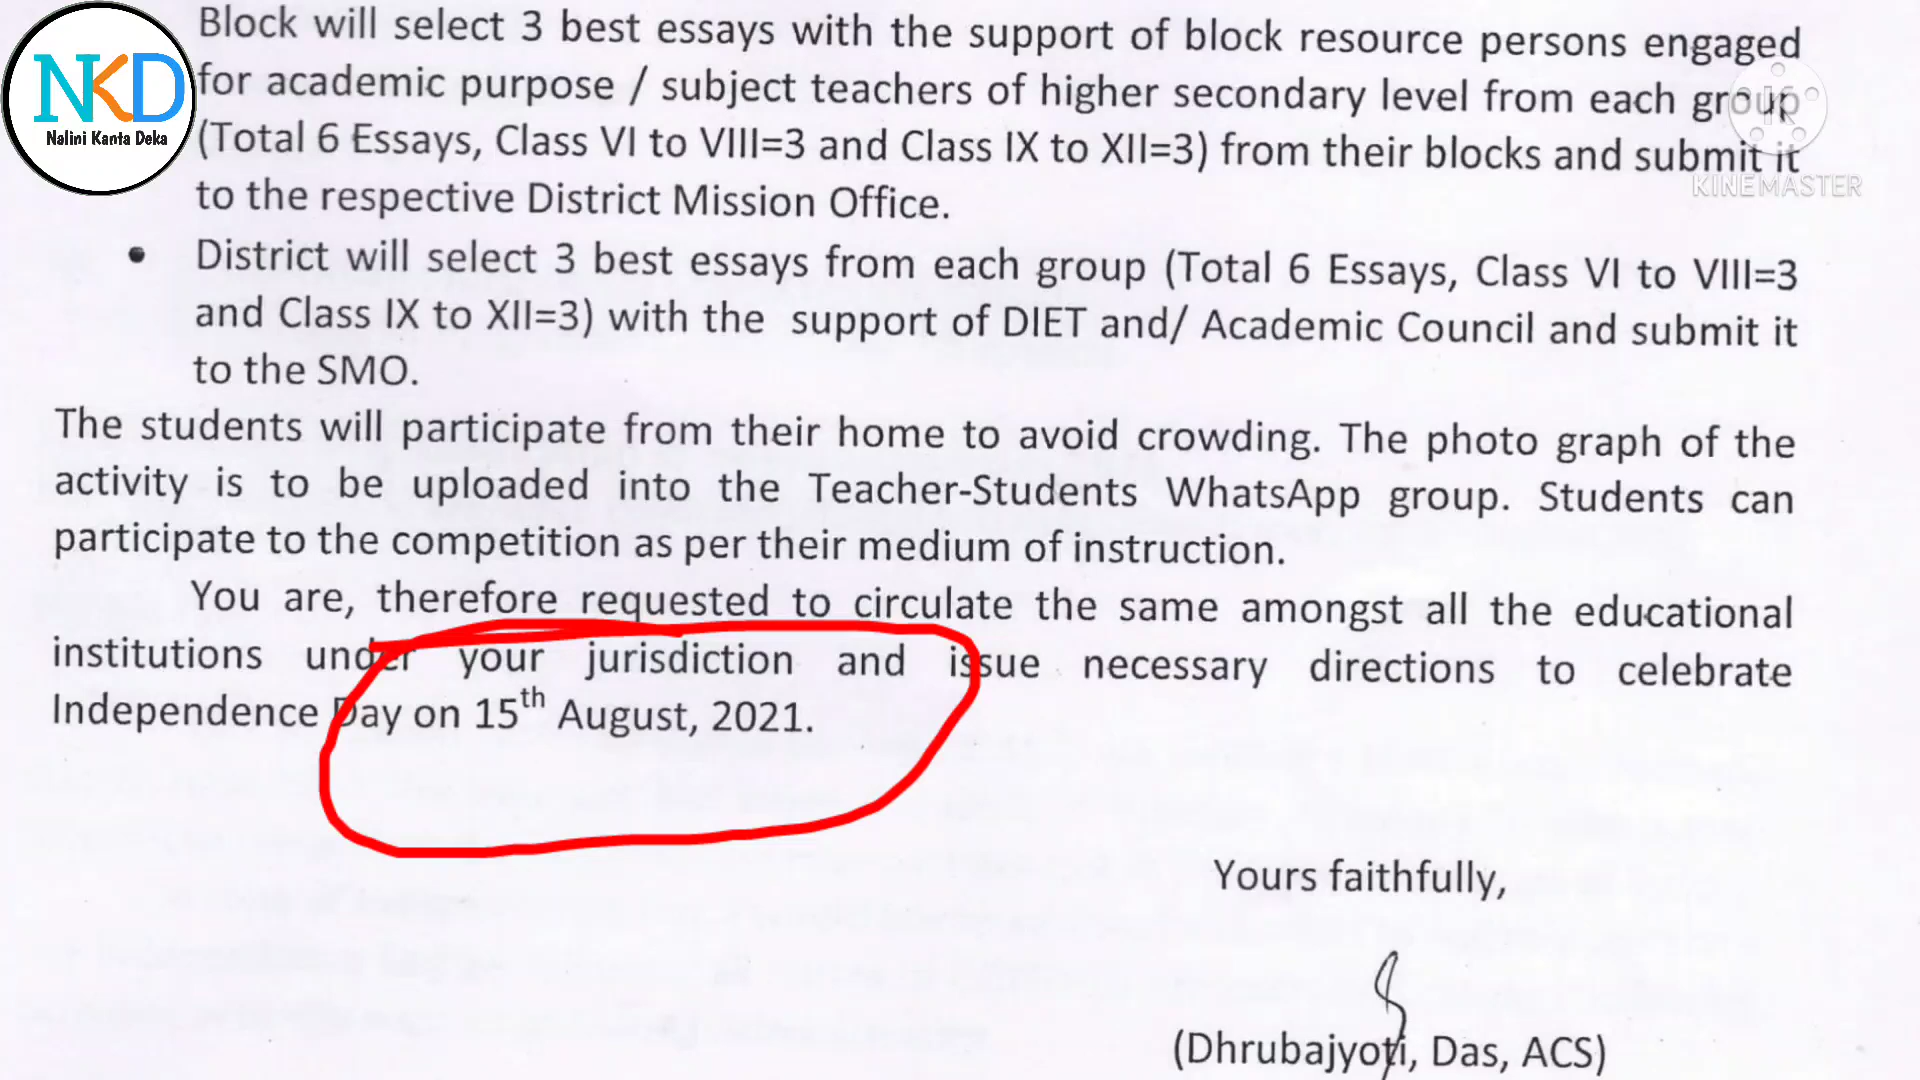 NKD
Nalini Kanta Deka
KINEMASTER
Block will select 3 best essays with the support of block resource persons engaged
for academic purpose / subject teachers of higher secondary level from each group
(Total 6 Essays, Class VI to VIII=3 and Class IX to XII=3) from their blocks and submit it
to the respective District Mission Office.
• District will select 3 best essays from each group (Total 6 Essays, Class VI to VIII=3
and Class IX to XII=3) with the support of DIET and/ Academic Council and submit it
to the SMO.
The students will participate from their home to avoid crowding. The photo graph of the
activity is to be uploaded into the Teacher-Students WhatsApp group. Students can
participate to the competition as per their medium of instruction.
You are, therefore requested to circulate the same amongst all the educational
institutions under your jurisdiction and issue necessary directions to celebrate
Independence Day on 15th August, 2021.
Yours faithfully,
(Dhrubajyoti, Das, ACS)